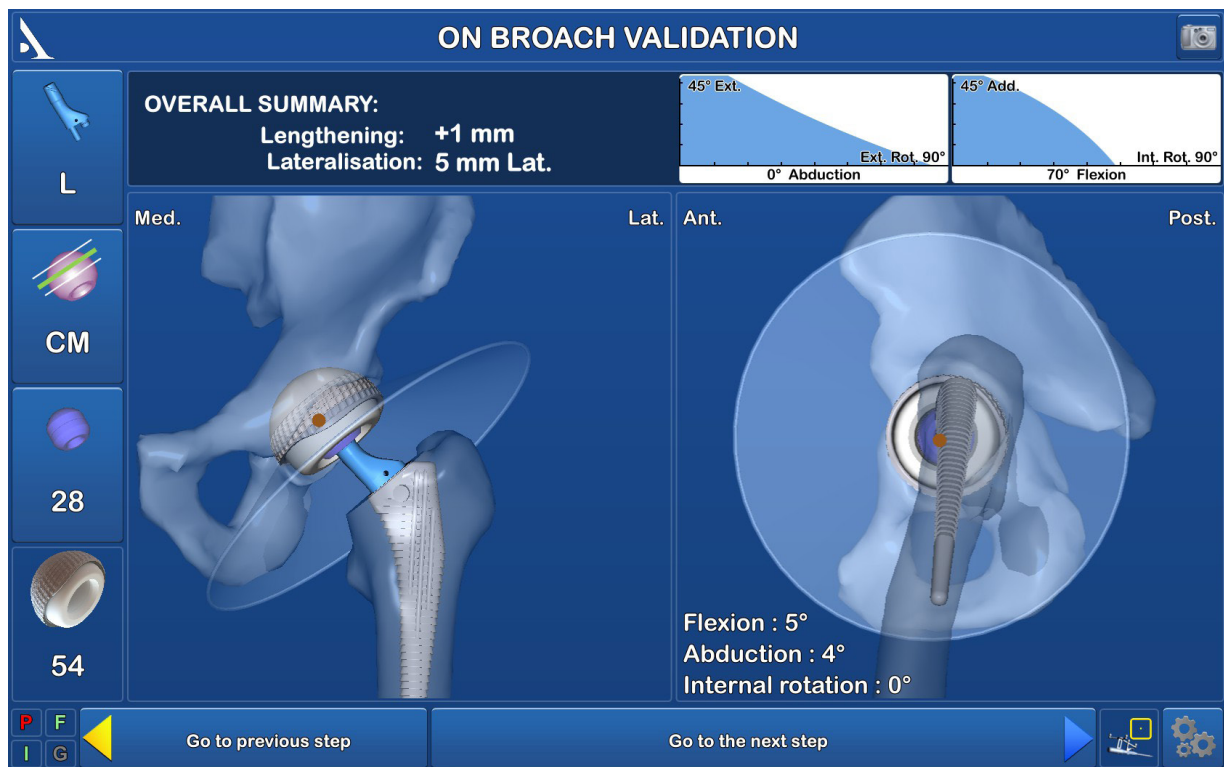 ON BROACH VALIDATION
L
CM
28
54
OVERALL SUMMARY:
Lengthening: +1 mm
Lateralisation: 5 mm Lat.
45° Ext.
Ext. Rot. 90°
0° Abduction
45° Add.
Int. Rot. 90°
70° Flexion
Med.
Lat.
Ant.
Post.
Flexion : 5°
Abduction : 4°
Internal rotation : 0°
P F
I G
Go to previous step
Go to the next step